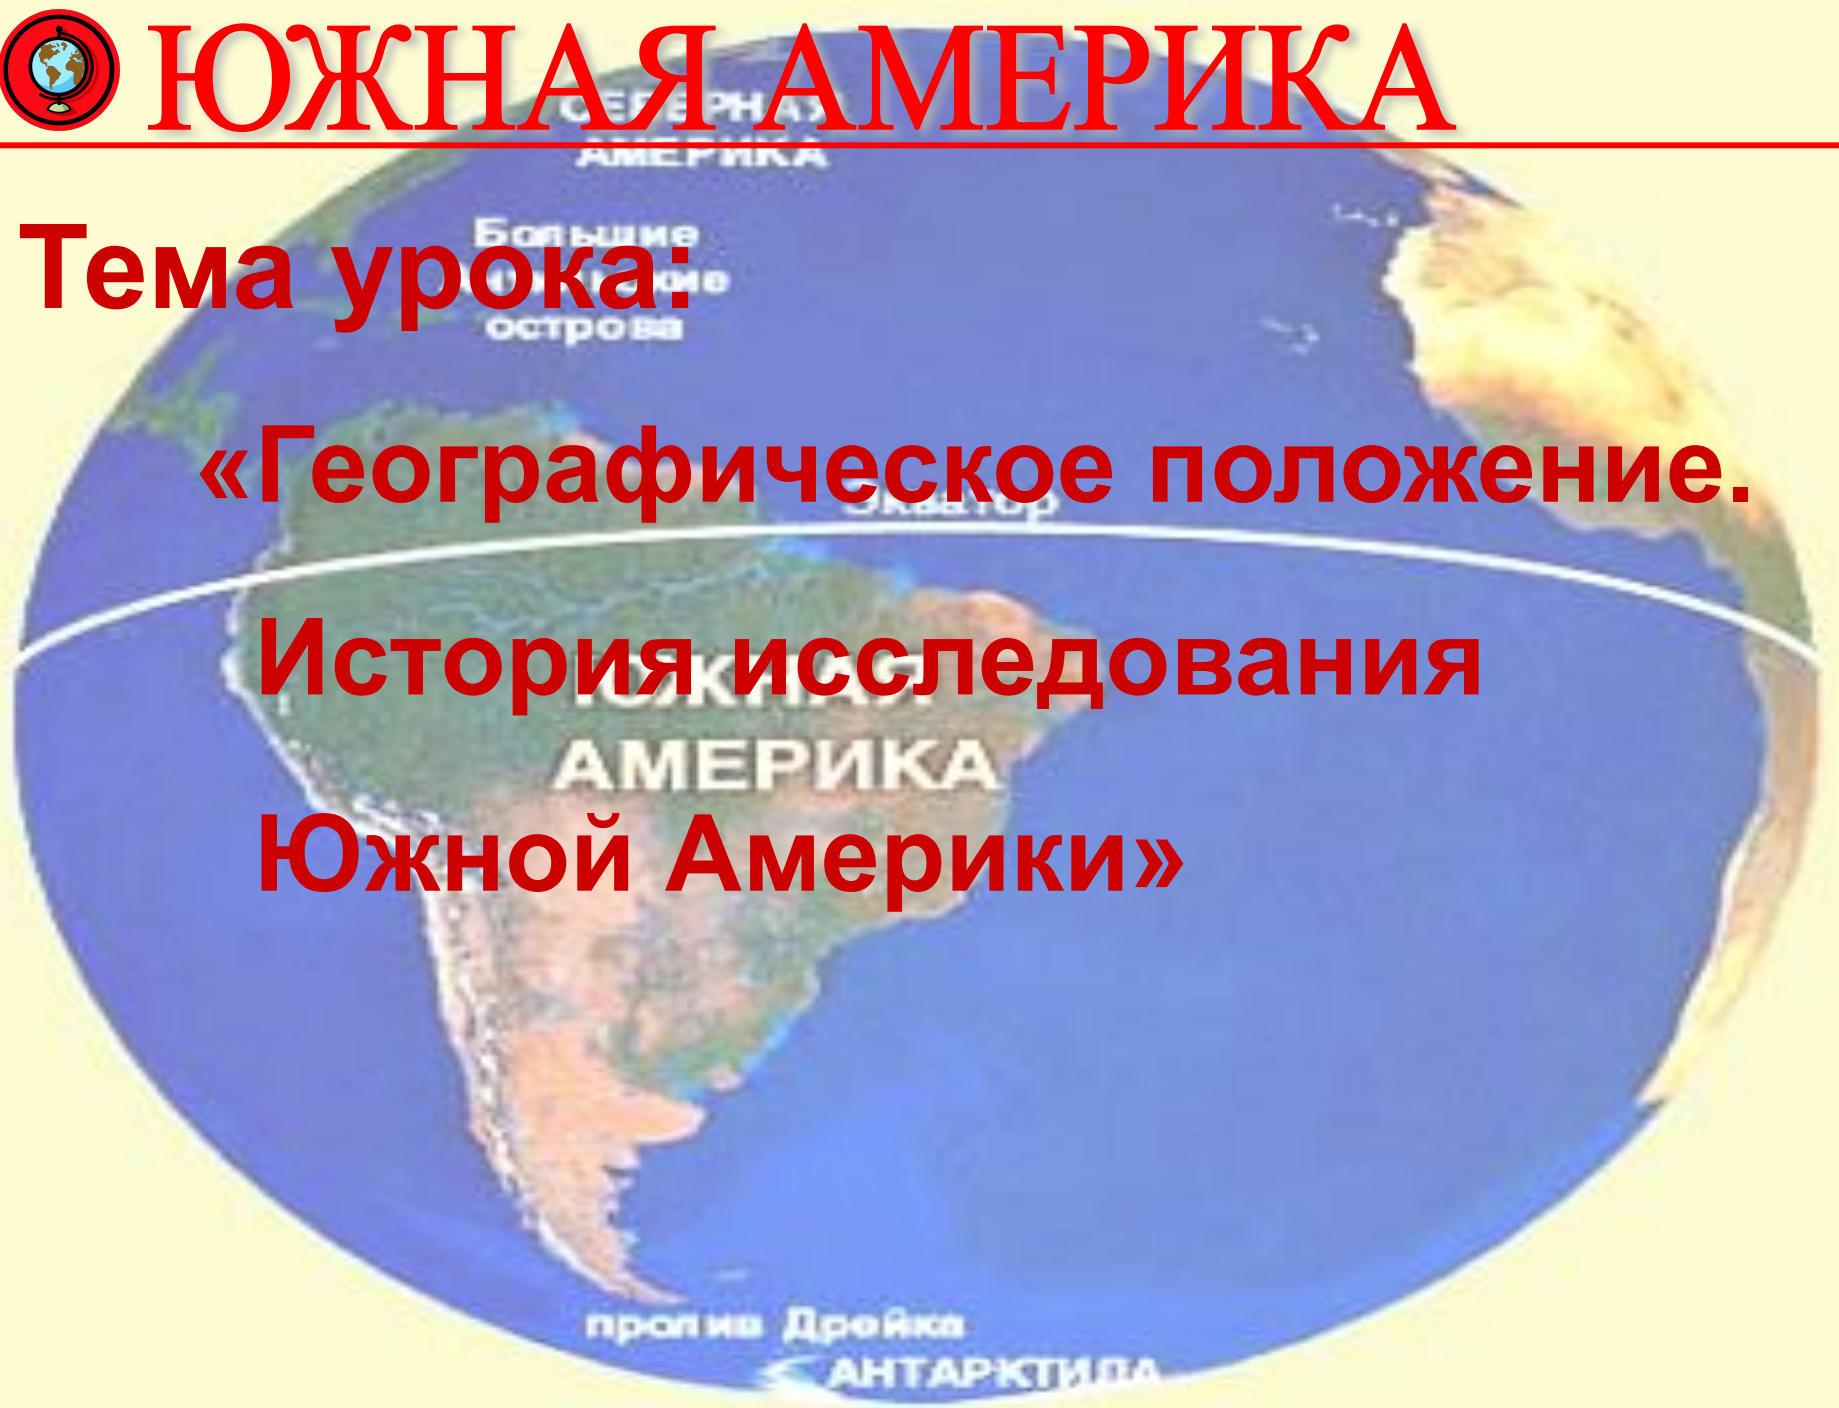 ЮЖНАЯ АМЕРИКА
СЕВЕРНАЯ
АМЕРИКА
Тема урока:
Большие
острова
«Географическое положение.
Экватор
История исследования
ЮЖНАЯ
АМЕРИКА
Южной Америки»
пролив Дрейка
АНТАРКТИДА